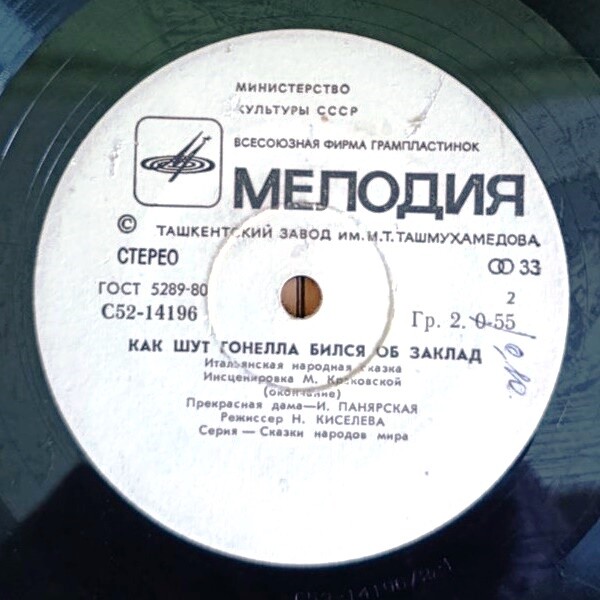 МИНИСТЕРСТВО
КУЛЬТУРЫ СССР
ВСЕСОЮЗНАЯ ФИРМА ГРАМПЛАСТИНОК
МЕЛОДИЯ
© ТАШКЕНТСКИЙ ЗАВОД ИМ. М.Т. ТАШМУХАМЕДОВА
СТЕРЕО
33
ГОСТ 5289-80
2
С52-14196
Гр. 2. 0-55
КАК ШУТ ГОНЕЛЛА БИЛСЯ ОБ ЗАКЛАД
Итальянская народная сказка
Инсценировка М. Краковской
(окончание)
Прекрасная дама—И. ПАНЯРСКАЯ
Режиссер Н. КИСЕЛЕВА
Серия — Сказки народов мира